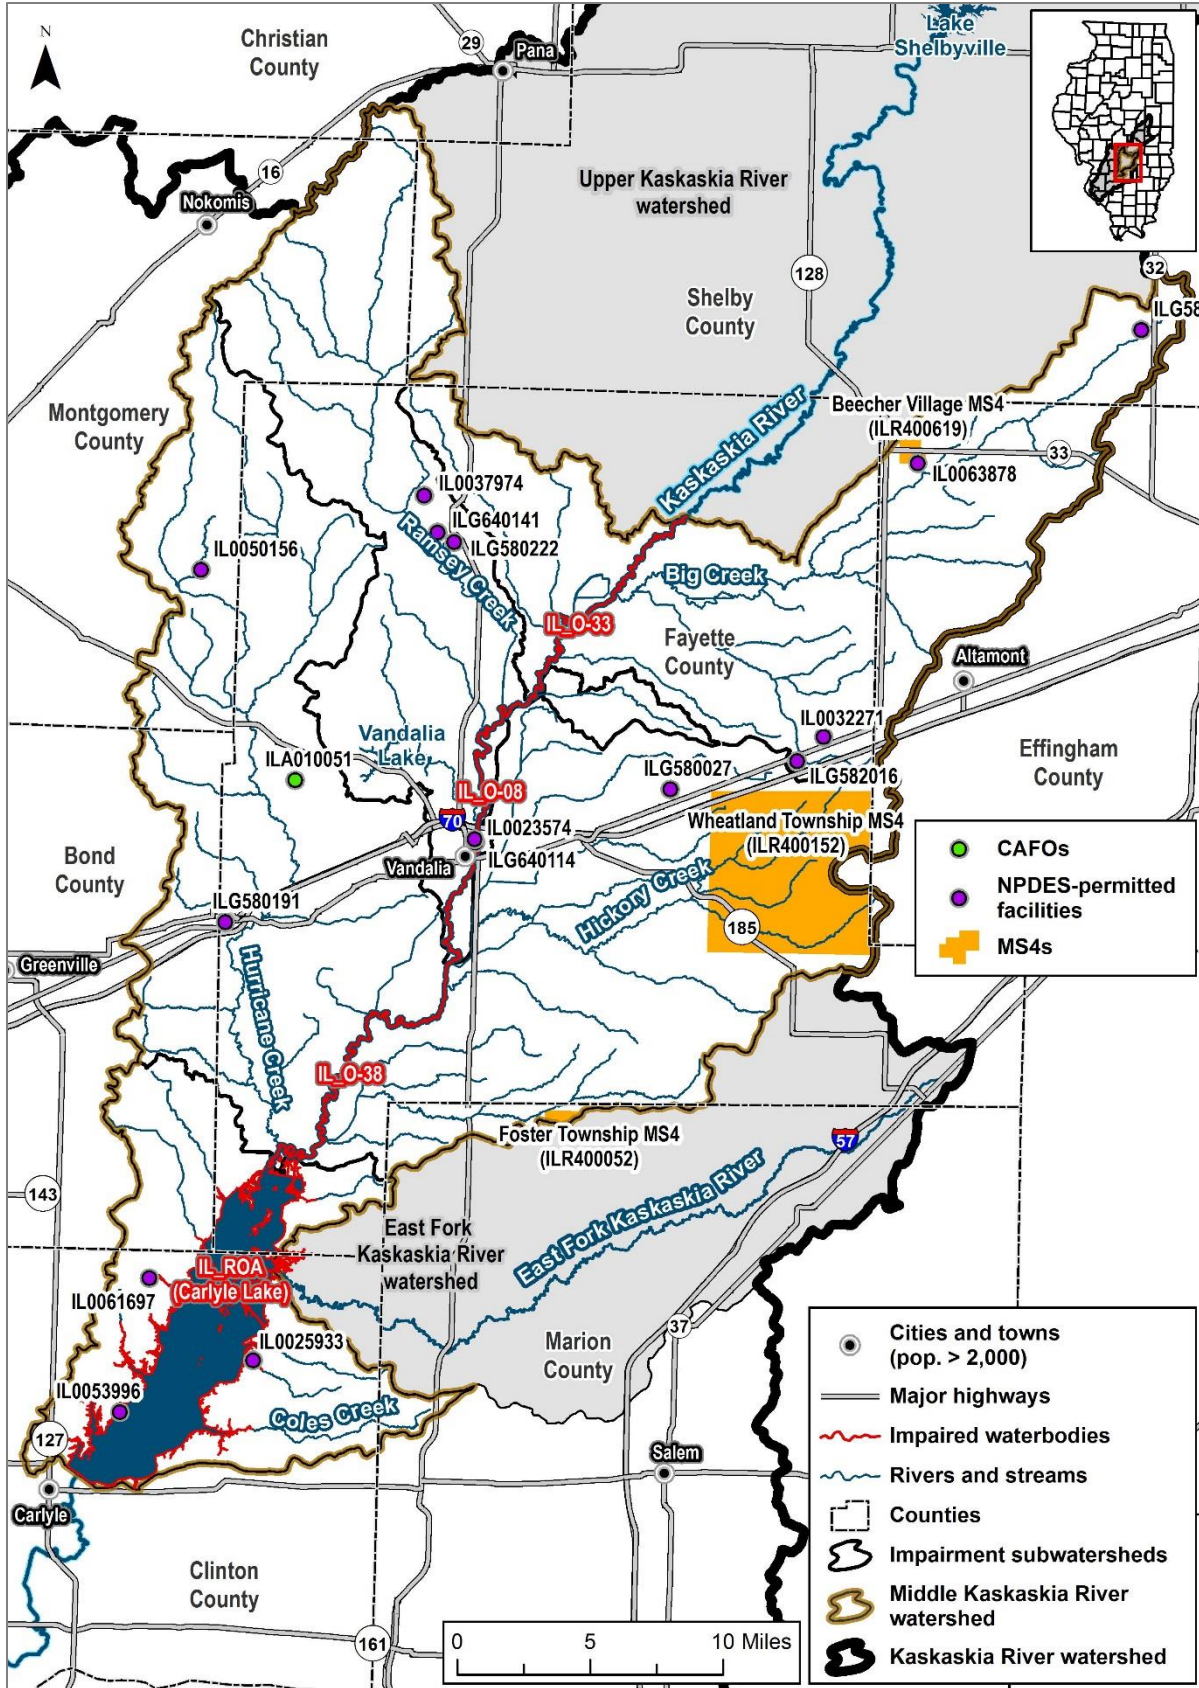 N
Christian
County
29
Pana
Lake
Shelbyville
16
Nokomis
Upper Kaskaskia River
watershed
128
32
Shelby
County
ILG58
Montgomery
County
Kaskaskia River
Beecher Village MS4
(ILR400619)
33
IL0063878
IL0037974
ILG640141
ILG580222
IL0050156
Ramsey Creek
Big Creek
IL_O-33
Fayette
County
Altamont
Vandalia
Lake
IL0032271
ILA010051
ILG580027
ILG582016
Effingham
County
IL_O-08
70
IL0023574
Wheatland Township MS4
(ILR400152)
Vandalia
ILG640114
Bond
County
CAFOs
NPDES-permitted
facilities
MS4s
ILG580191
Hickory Creek
185
Greenville
Hurricane Creek
IL_O-38
Foster Township MS4
(ILR400052)
57
143
East Fork Kaskaskia River
East Fork
Kaskaskia River
watershed
IL_ROA
(Carlyle Lake)
IL0061697
37
Marion
County
IL0025933
IL0053996
Coles Creek
127
Salem
Carlyle
Clinton
County
161
0 5 10 Miles
Cities and towns
(pop. > 2,000)
Major highways
Impaired waterbodies
Rivers and streams
Counties
Impairment subwatersheds
Middle Kaskaskia River
watershed
Kaskaskia River watershed